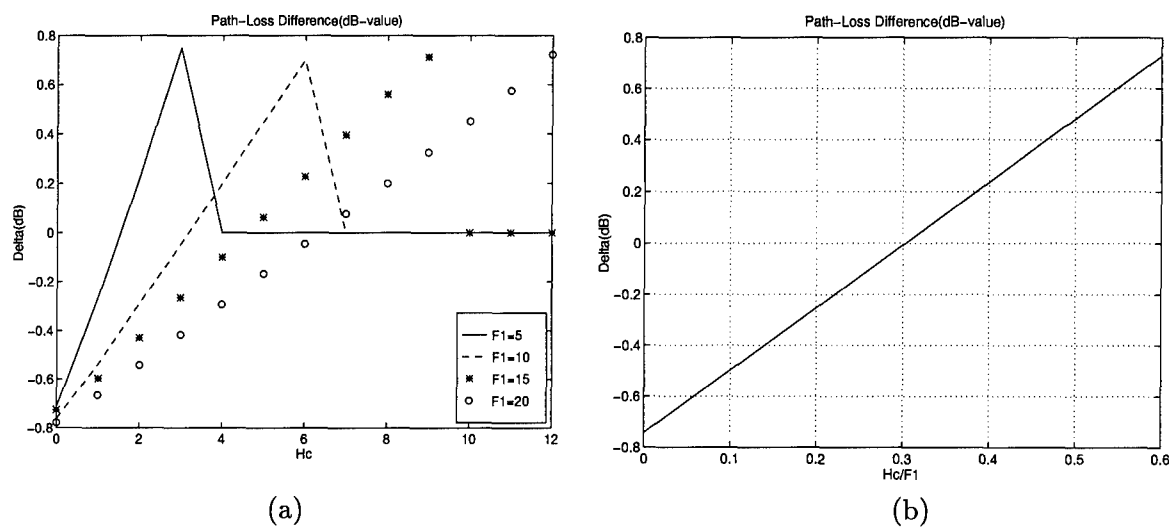 Path-Loss Difference(dB-value)
0.8
0.6
0.4
0.2
0
-0.2
-0.4
-0.6
-0.8
Delta(dB)
0 2 4 6 8 10 12
Hc
F1=5
F1=10
F1=15
F1=20
(a)
Path-Loss Difference(dB-value)
0.8
0.6
0.4
0.2
0
-0.2
-0.4
-0.6
-0.8
Delta(dB)
0 0.1 0.2 0.3 0.4 0.5 0.6
Hc/F1
(b)